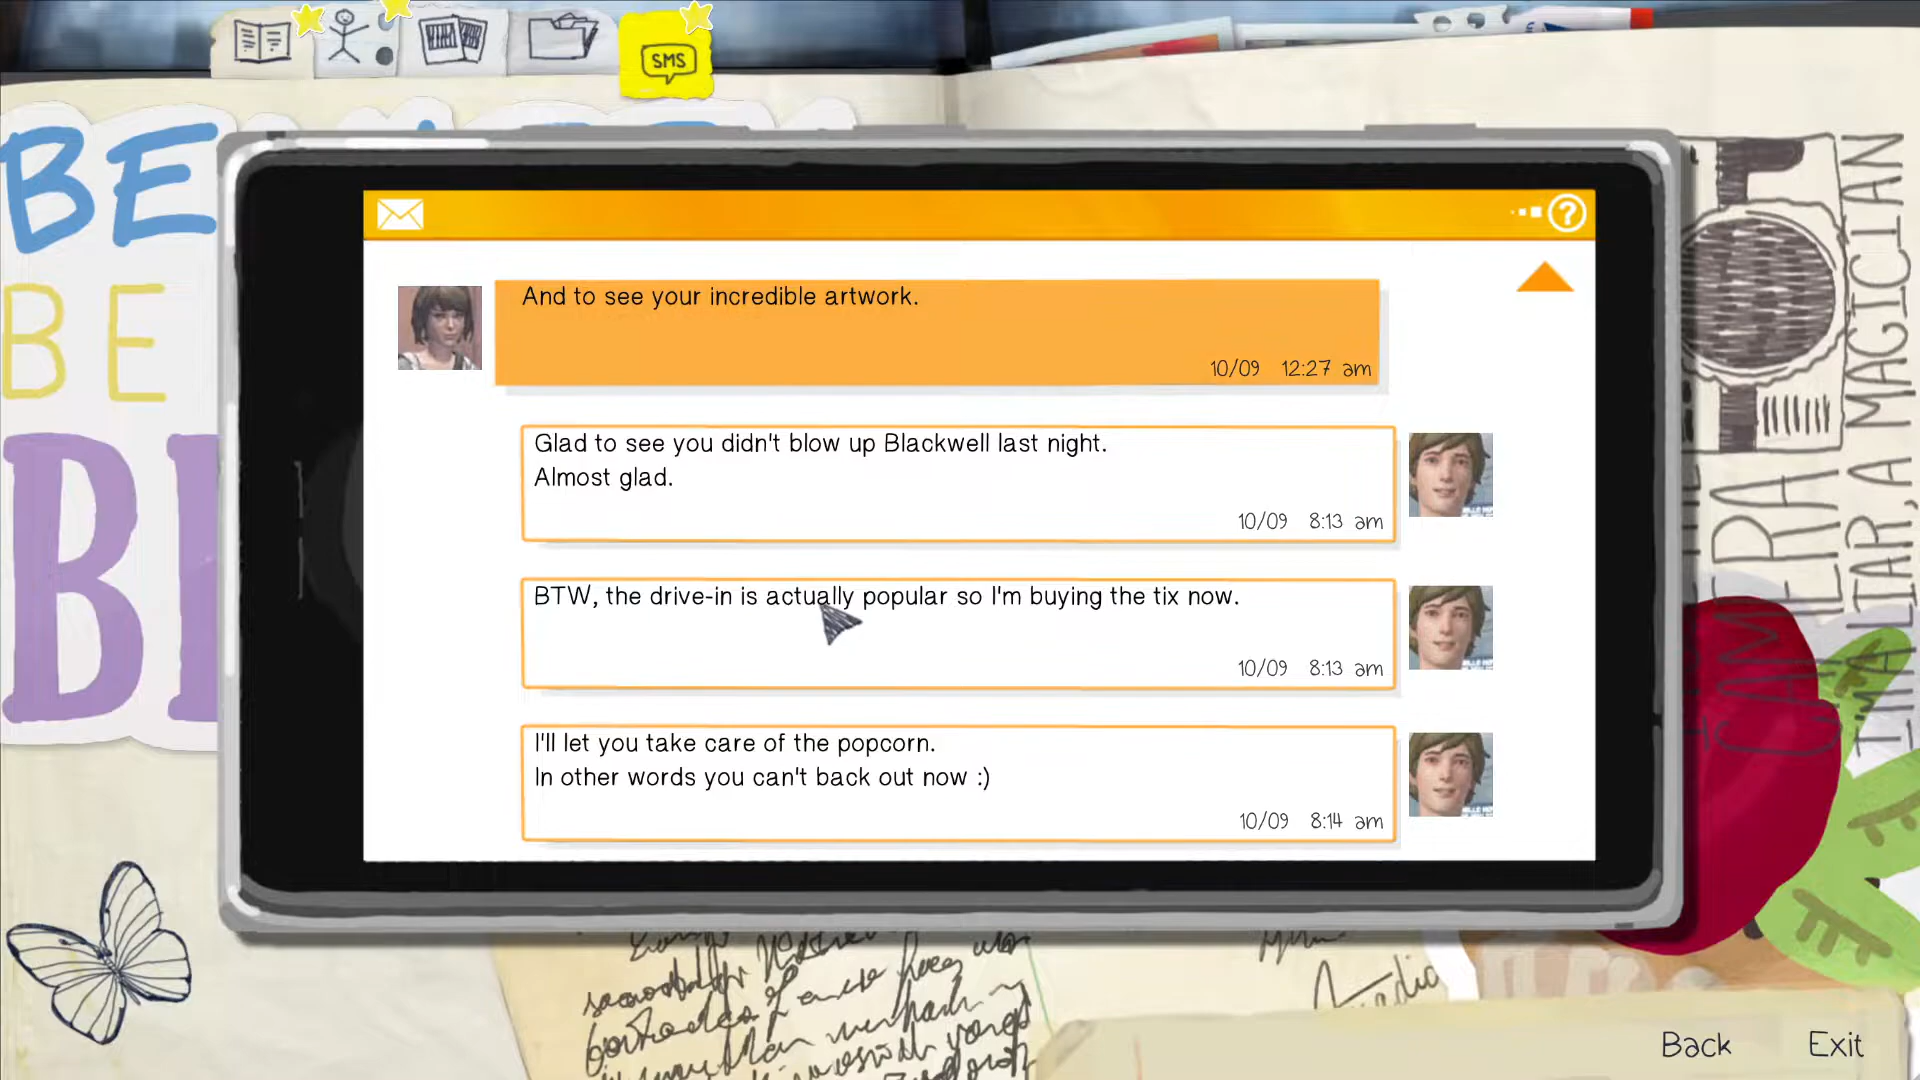 SMS
And to see your incredible artwork.
10/09 12:27 am
Glad to see you didn't blow up Blackwell last night.
Almost glad.
10/09 8:13 am
BTW, the drive-in is actually popular so I'm buying the tix now.
10/09 8:13 am
I'll let you take care of the popcorn.
In other words you can't back out now :)
10/09 8:14 am
BE
BE
CAMERA
LIAR, A MAGICIAN
Back
Exit